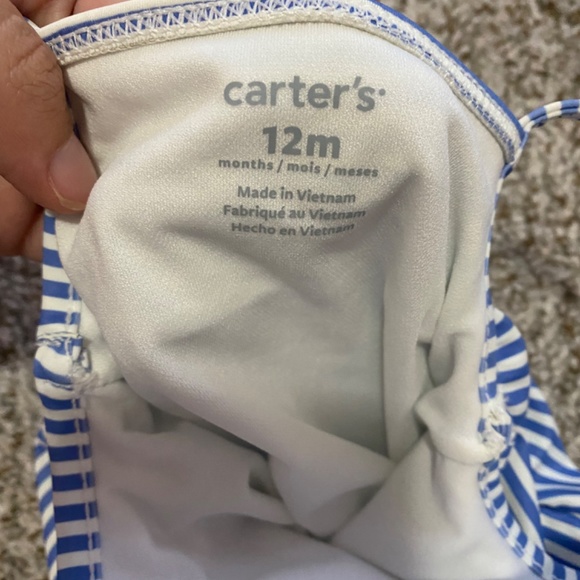 carter's
12m
months / mois / meses
Made in Vietnam
Fabriqué au Vietnam
Hecho en Vietnam